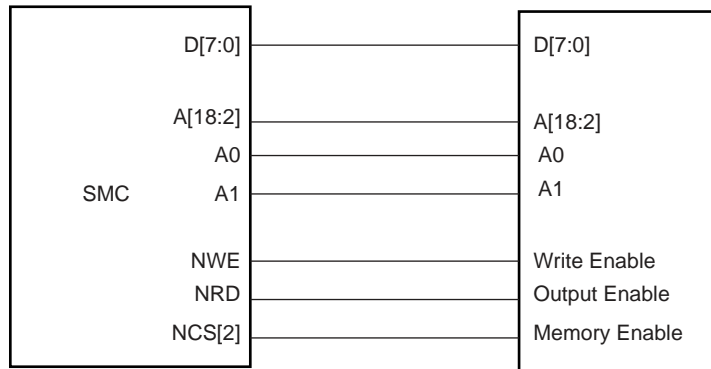 D[7:0] D[7:0]
A[18:2] A[18:2]
A0 A0
SMC A1 A1
NWE Write Enable
NRD Output Enable
NCS[2] Memory Enable